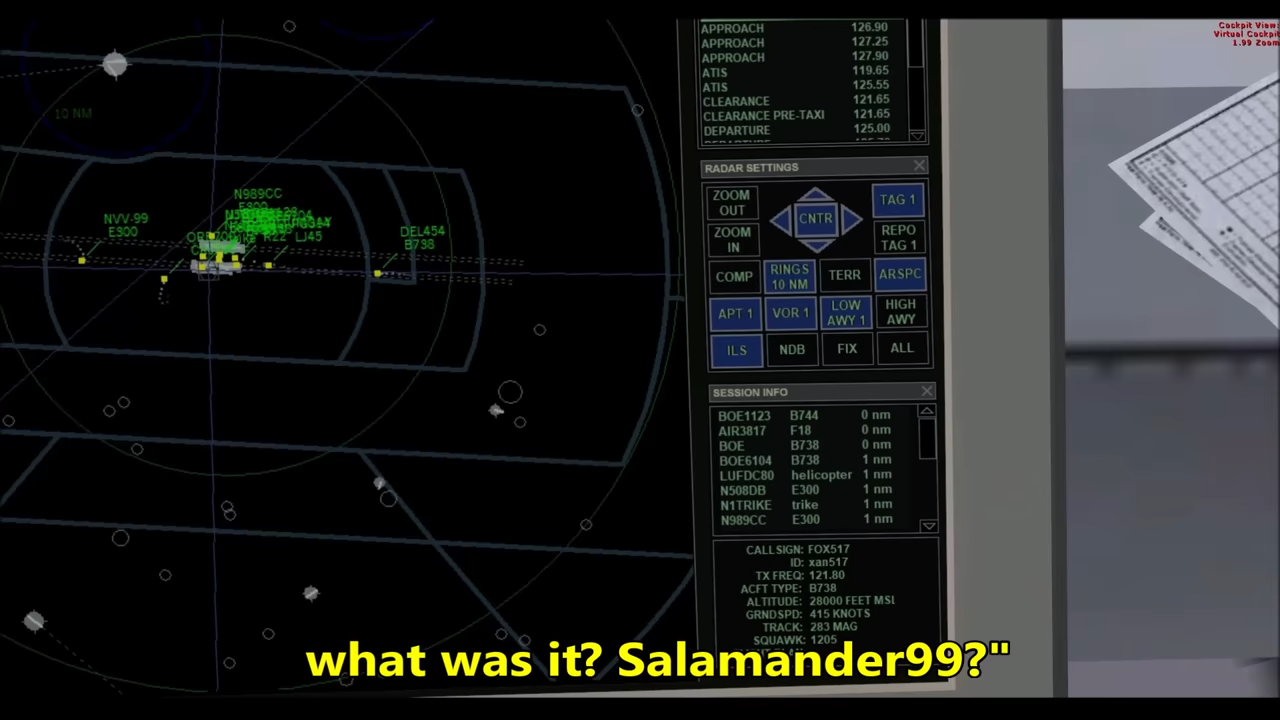 Cockpit View:
Virtual Cockpit
1.99 Zoom
10 NM
NVV-99
E300
N989CC
E300
R22 LJ45
DEL454
B738
APPROACH 126.90
APPROACH 127.25
APPROACH 127.90
ATIS 119.65
ATIS 125.55
CLEARANCE 121.65
CLEARANCE PRE-TAXI 121.65
DEPARTURE 125.00
RADAR SETTINGS
ZOOM OUT
CNTR
TAG 1
ZOOM IN
REPO TAG 1
COMP
RINGS 10 NM
TERR
ARSPC
APT 1
VOR 1
LOW AWY 1
HIGH AWY
ILS
NDB
FIX
ALL
SESSION INFO
BOE1123 B744 0 nm
AIR3817 F18 0 nm
BOE B738 0 nm
BOE6104 B738 1 nm
LUFDC80 helicopter 1 nm
N508DB E300 1 nm
N1TRIKE trike 1 nm
N989CC E300 1 nm
CALLSIGN: FOX517
ID: xan517
TX FREQ: 121.80
ACFT TYPE: B738
ALTITUDE: 28000 FEET MSL
GRNDSPD: 415 KNOTS
TRACK: 283 MAG
SQUAWK: 1205
what was it? Salamander99?"